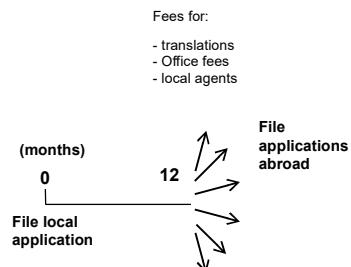 Fees for:
- translations
- Office fees
- local agents
File
applications
abroad
(months)
0
12
File local
application